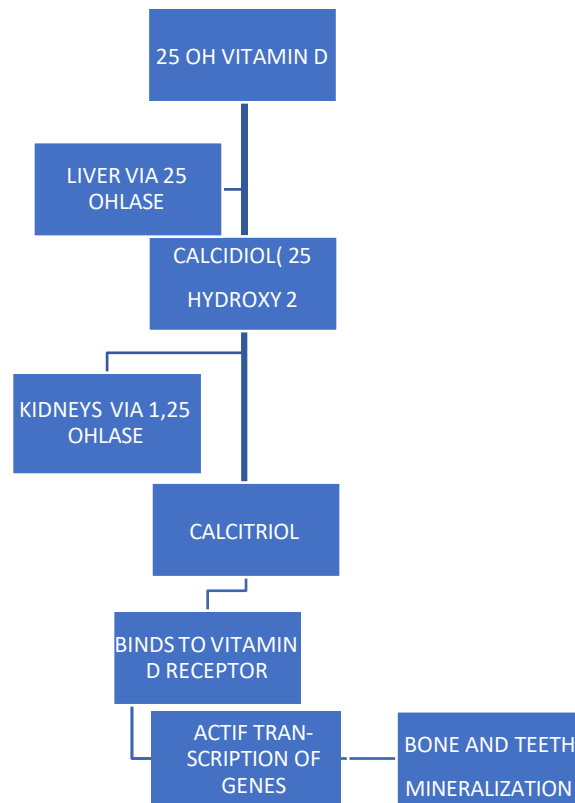 25 OH VITAMIN D
LIVER VIA 25
OHLASE
CALCIDIOL( 25
HYDROXY 2
KIDNEYS VIA 1,25
OHLASE
CALCITRIOL
BINDS TO VITAMIN
D RECEPTOR
ACTIF TRAN-
SCRIPTION OF
GENES
BONE AND TEETH
MINERALIZATION